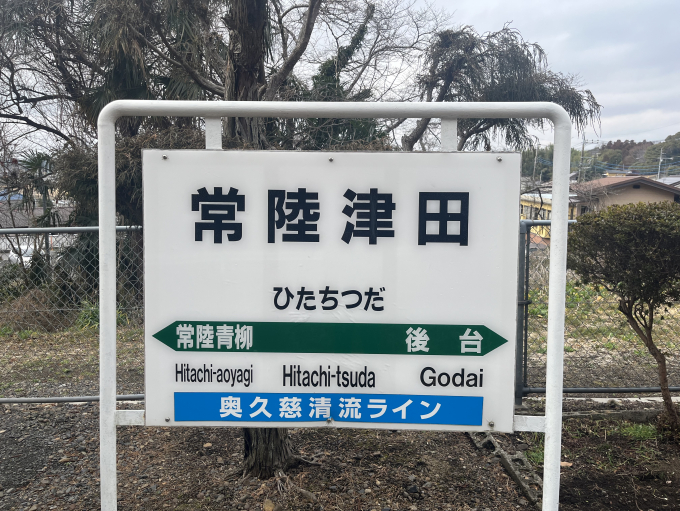 常陸津田
ひたちつだ
常陸青柳 後台
Hitachi-aoyagi Hitachi-tsuda Godai
奥久慈清流ライン